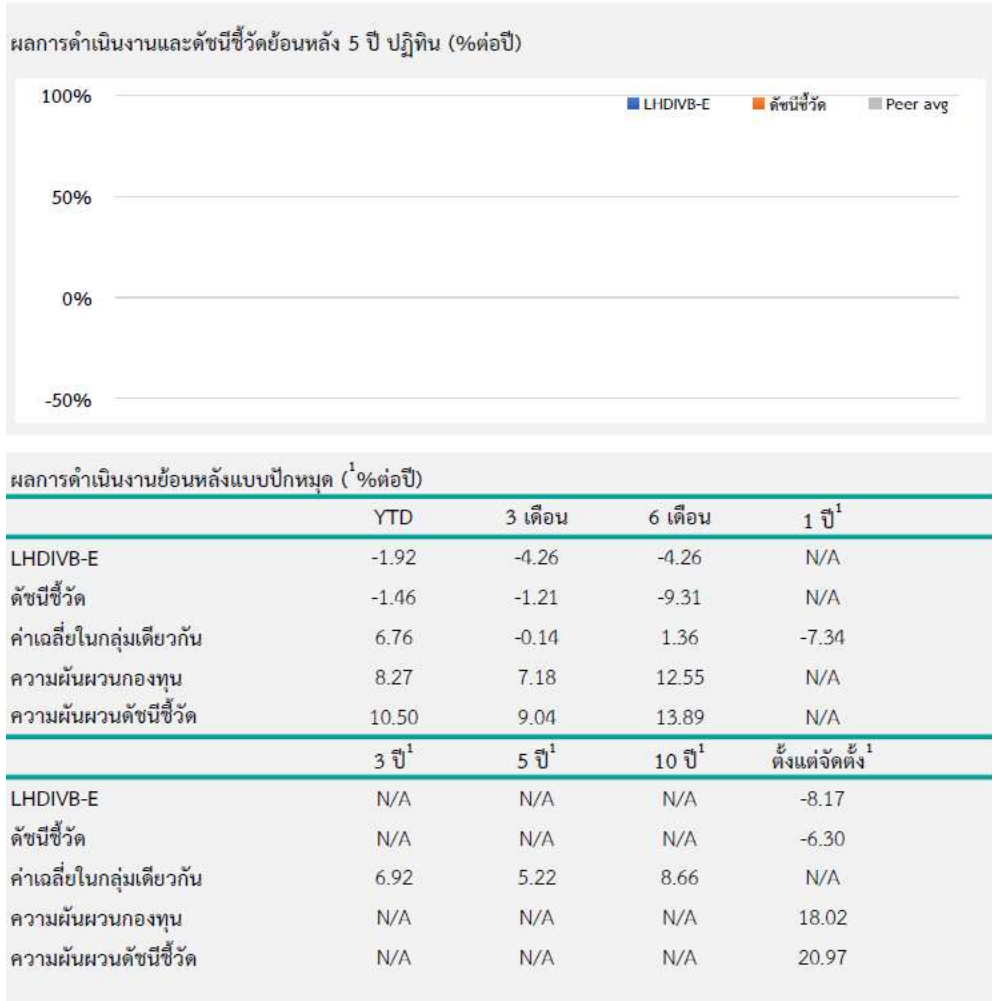 ผลการดำเนินงานและดัชนีชี้วัดย้อนหลัง 5 ปี ปฏิทิน (%ต่อปี)
LHDIVB-E ดัชนีชี้วัด Peer avg
100%
50%
0%
-50%
ผลการดำเนินงานย้อนหลังแบบปักหมุด (¹%ต่อปี)
YTD 3 เดือน 6 เดือน 1 ปี¹
LHDIVB-E -1.92 -4.26 -4.26 N/A
ดัชนีชี้วัด -1.46 -1.21 -9.31 N/A
ค่าเฉลี่ยในกลุ่มเดียวกัน 6.76 -0.14 1.36 -7.34
ความผันผวนกองทุน 8.27 7.18 12.55 N/A
ความผันผวนดัชนีชี้วัด 10.50 9.04 13.89 N/A
3 ปี¹ 5 ปี¹ 10 ปี¹ ตั้งแต่จัดตั้ง¹
LHDIVB-E N/A N/A N/A -8.17
ดัชนีชี้วัด N/A N/A N/A -6.30
ค่าเฉลี่ยในกลุ่มเดียวกัน 6.92 5.22 8.66 N/A
ความผันผวนกองทุน N/A N/A N/A 18.02
ความผันผวนดัชนีชี้วัด N/A N/A N/A 20.97